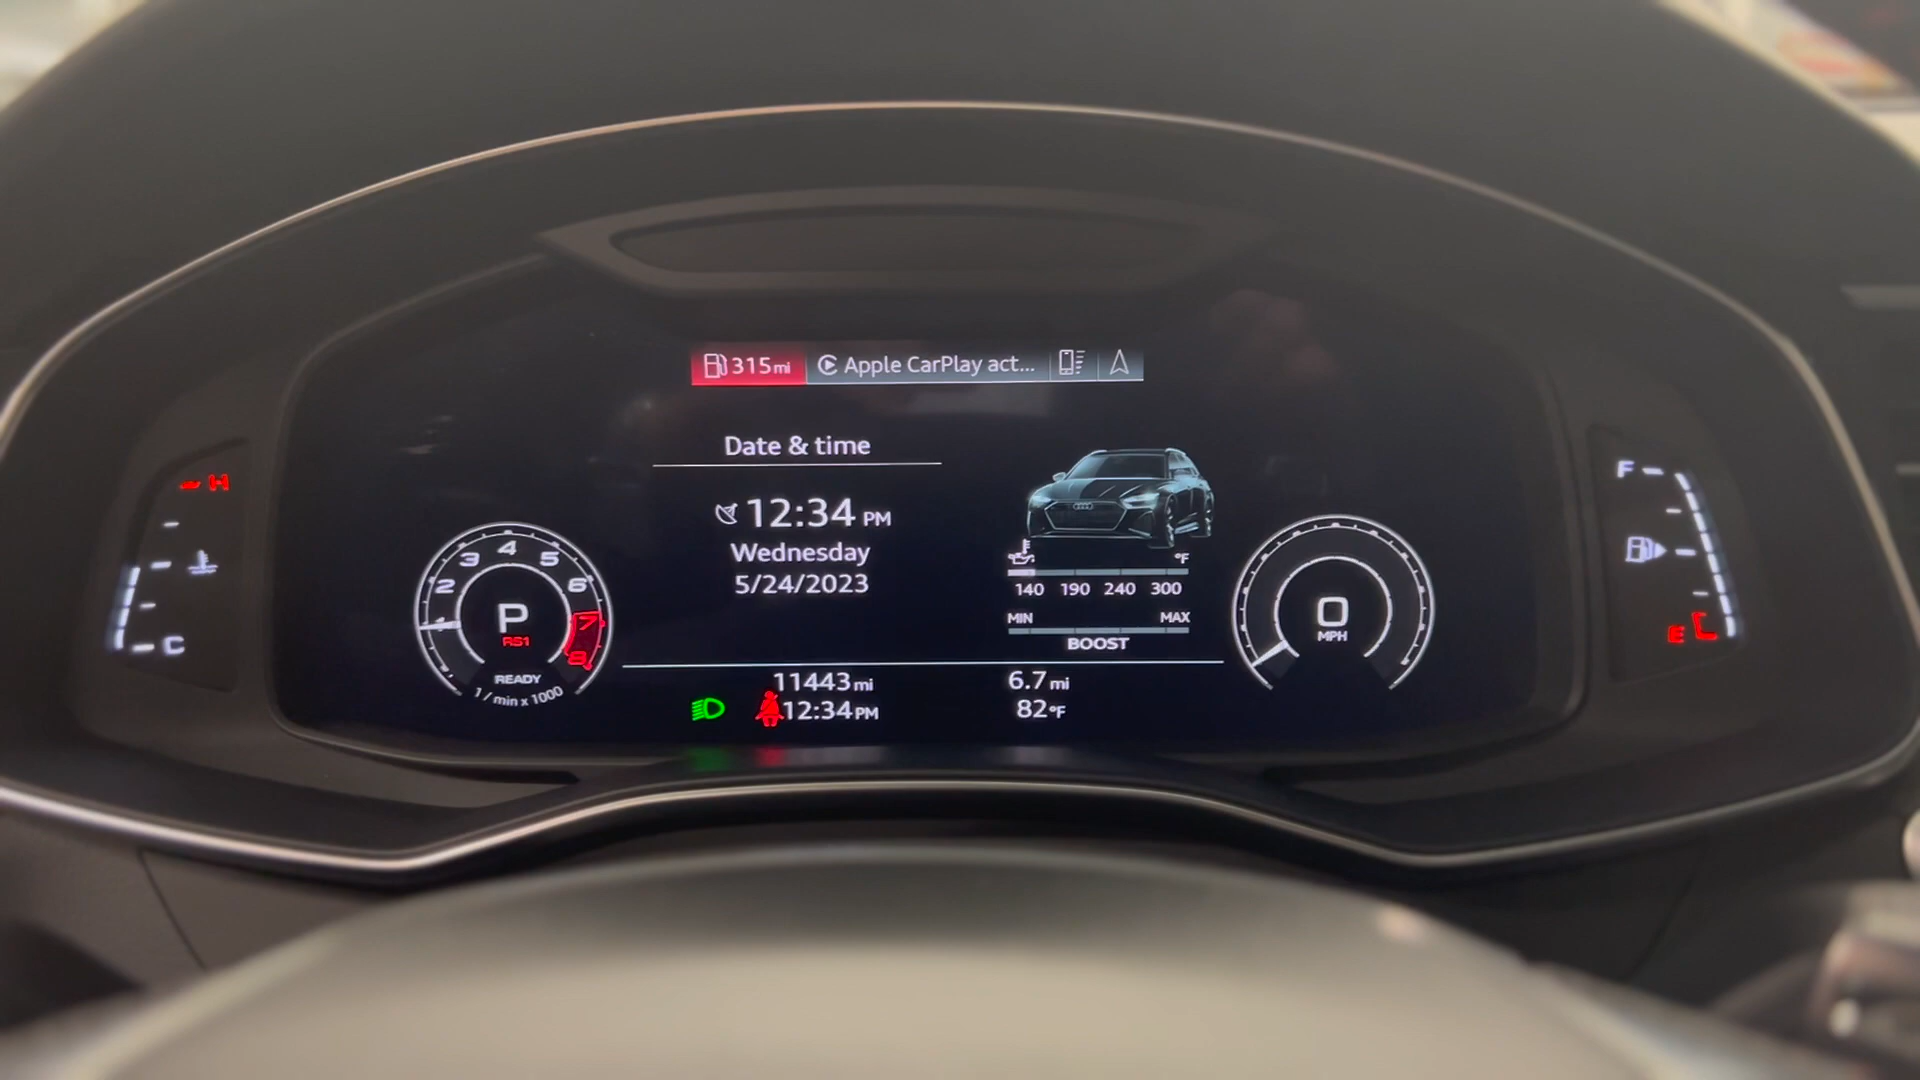 315 mi Apple CarPlay act...
Date & time
12:34 PM
Wednesday
5/24/2023
°F
140 190 240 300
MIN MAX
BOOST
H
C
1 2 3 4 5 6 7 8
P
RS1
READY
1 / min x 1000
0
MPH
F
E
11443 mi
12:34 PM
6.7 mi
82 °F